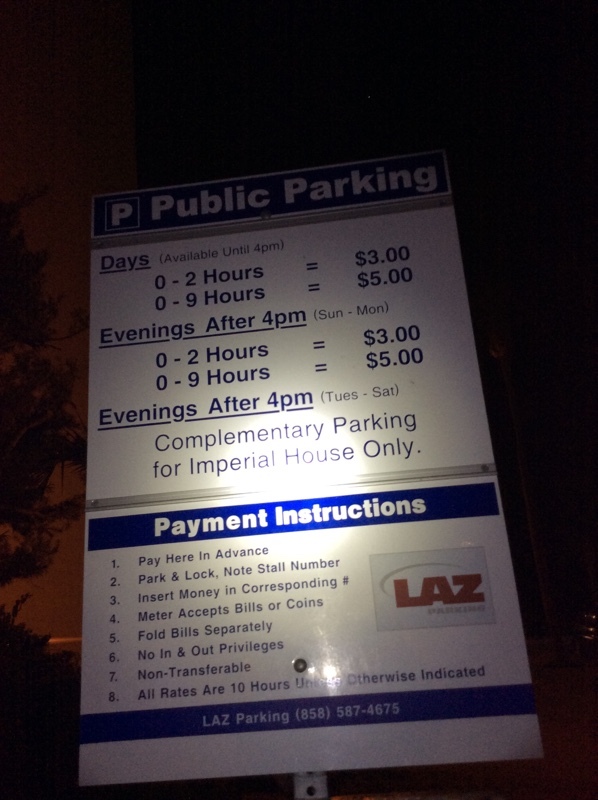 P Public Parking
Days (Available Until 4pm)
0 - 2 Hours = $3.00
0 - 9 Hours = $5.00
Evenings After 4pm (Sun - Mon)
0 - 2 Hours = $3.00
0 - 9 Hours = $5.00
Evenings After 4pm (Tues - Sat)
Complementary Parking
for Imperial House Only.
Payment Instructions
1. Pay Here In Advance
2. Park & Lock, Note Stall Number
3. Insert Money in Corresponding #
4. Meter Accepts Bills or Coins
5. Fold Bills Separately
6. No In & Out Privileges
7. Non-Transferable
8. All Rates Are 10 Hours Unless Otherwise Indicated
LAZ
PARKING
LAZ Parking (858) 587-4675